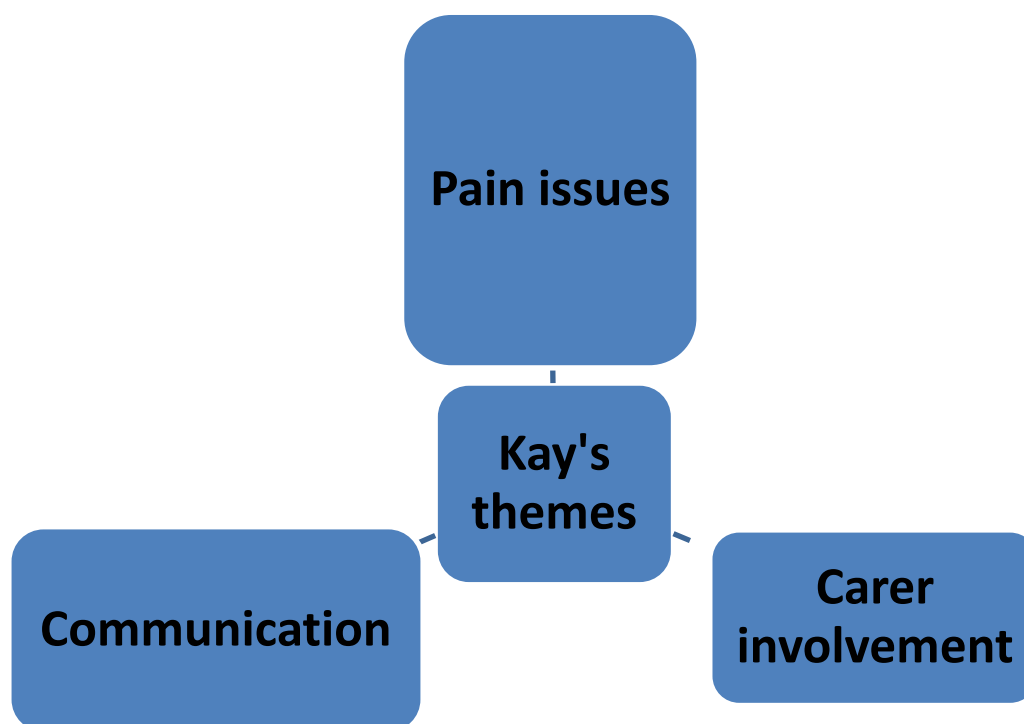 Pain issues
Kay's
themes
Communication
Carer
involvement